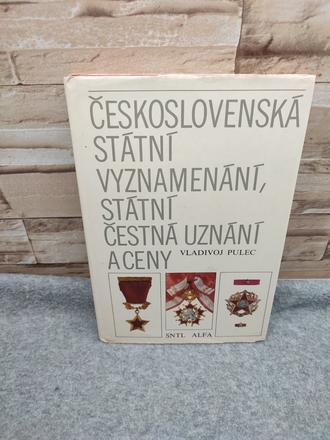 ČESKOSLOVENSKÁ
STÁTNÍ
VYZNAMENÁNÍ,
STÁTNÍ
ČESTNÁ UZNÁNÍ
A CENY VLADIVOJ PULEC
SNTL ALFA